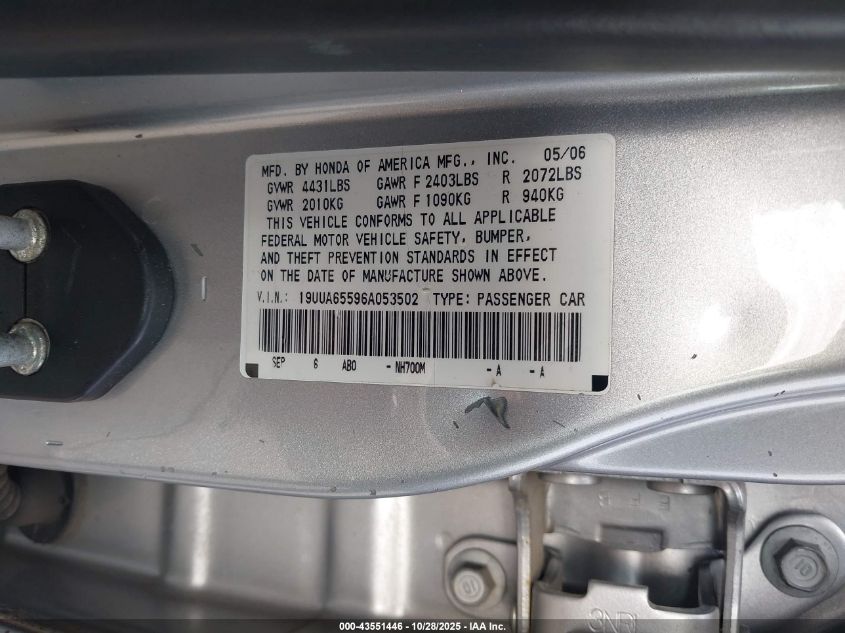 MFD. BY HONDA OF AMERICA MFG., INC. 05/06
GVWR 4431LBS GAWR F 2403LBS R 2072LBS
GVWR 2010KG GAWR F 1090KG R 940KG
THIS VEHICLE CONFORMS TO ALL APPLICABLE
FEDERAL MOTOR VEHICLE SAFETY, BUMPER,
AND THEFT PREVENTION STANDARDS IN EFFECT
ON THE DATE OF MANUFACTURE SHOWN ABOVE.
V.I.N.: 19UUA65596A053502 TYPE: PASSENGER CAR
SEP 6 AB0 - NH700M - A - A
10
10
3NRI
000-43551446 - 10/28/2025 - IAA Inc.